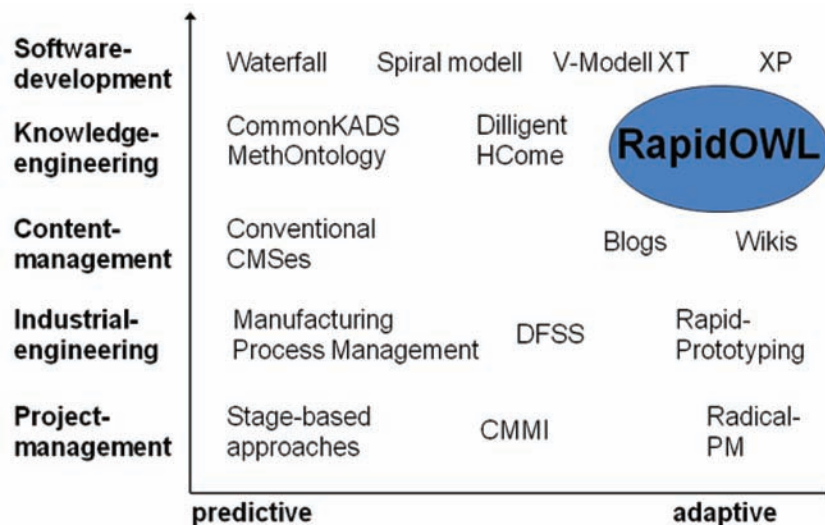 Software-
development
Waterfall Spiral modell V-Modell XT XP
Knowledge-
engineering
CommonKADS
MethOntology
Dilligent
HCome
RapidOWL
Content-
management
Conventional
CMSes
Blogs Wikis
Industrial-
engineering
Manufacturing
Process Management
DFSS
Rapid-
Prototyping
Project-
management
Stage-based
approaches
CMMI
Radical-
PM
predictive adaptive